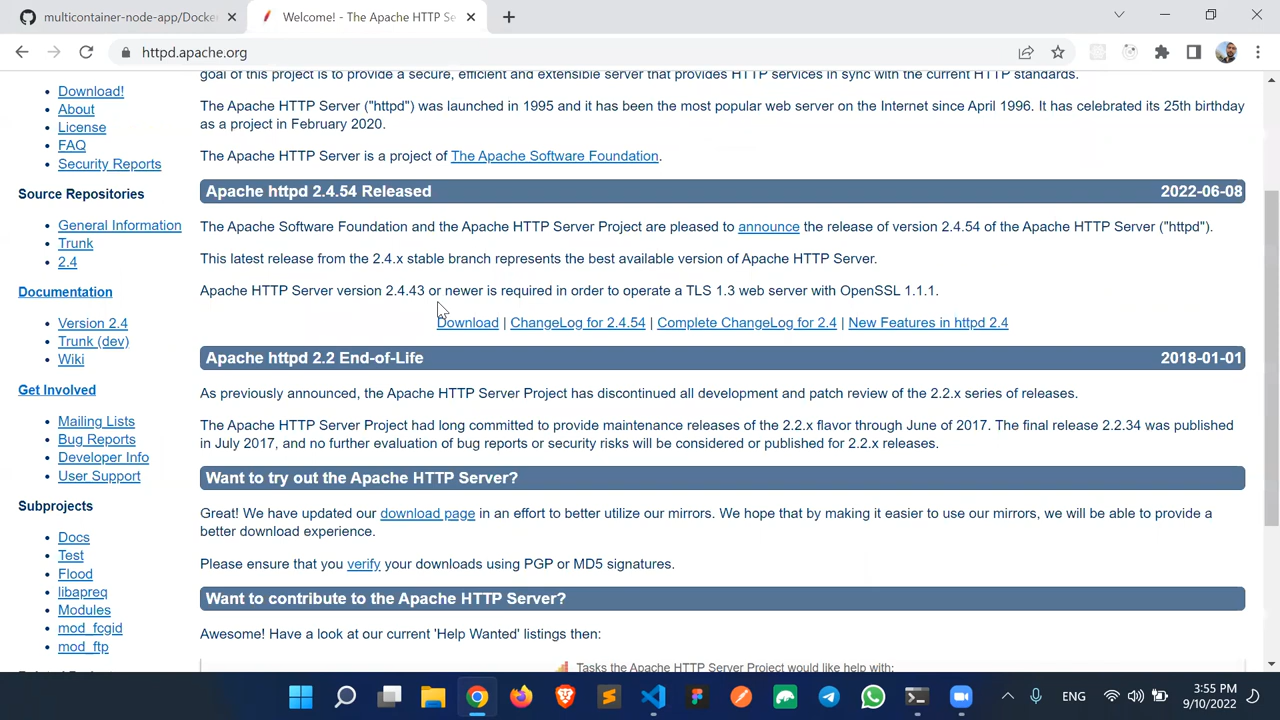 multicontainer-node-app/Docke
Welcome! - The Apache HTTP Se
httpd.apache.org
goal of this project is to provide a secure, efficient and extensible server that provides HTTP services in sync with the current HTTP standards.
Download!
About
License
FAQ
Security Reports
Source Repositories
General Information
Trunk
2.4
Documentation
Version 2.4
Trunk (dev)
Wiki
Get Involved
Mailing Lists
Bug Reports
Developer Info
User Support
Subprojects
Docs
Test
Flood
libapreq
Modules
mod_fcgid
mod_ftp
The Apache HTTP Server ("httpd") was launched in 1995 and it has been the most popular web server on the Internet since April 1996. It has celebrated its 25th birthday
as a project in February 2020.
The Apache HTTP Server is a project of The Apache Software Foundation.
Apache httpd 2.4.54 Released 2022-06-08
The Apache Software Foundation and the Apache HTTP Server Project are pleased to announce the release of version 2.4.54 of the Apache HTTP Server ("httpd").
This latest release from the 2.4.x stable branch represents the best available version of Apache HTTP Server.
Apache HTTP Server version 2.4.43 or newer is required in order to operate a TLS 1.3 web server with OpenSSL 1.1.1.
Download | ChangeLog for 2.4.54 | Complete ChangeLog for 2.4 | New Features in httpd 2.4
Apache httpd 2.2 End-of-Life 2018-01-01
As previously announced, the Apache HTTP Server Project has discontinued all development and patch review of the 2.2.x series of releases.
The Apache HTTP Server Project had long committed to provide maintenance releases of the 2.2.x flavor through June of 2017. The final release 2.2.34 was published
in July 2017, and no further evaluation of bug reports or security risks will be considered or published for 2.2.x releases.
Want to try out the Apache HTTP Server?
Great! We have updated our download page in an effort to better utilize our mirrors. We hope that by making it easier to use our mirrors, we will be able to provide a
better download experience.
Please ensure that you verify your downloads using PGP or MD5 signatures.
Want to contribute to the Apache HTTP Server?
Awesome! Have a look at our current 'Help Wanted' listings then:
Tasks the Apache HTTP Server Project would like help with:
ENG
3:55 PM
9/10/2022